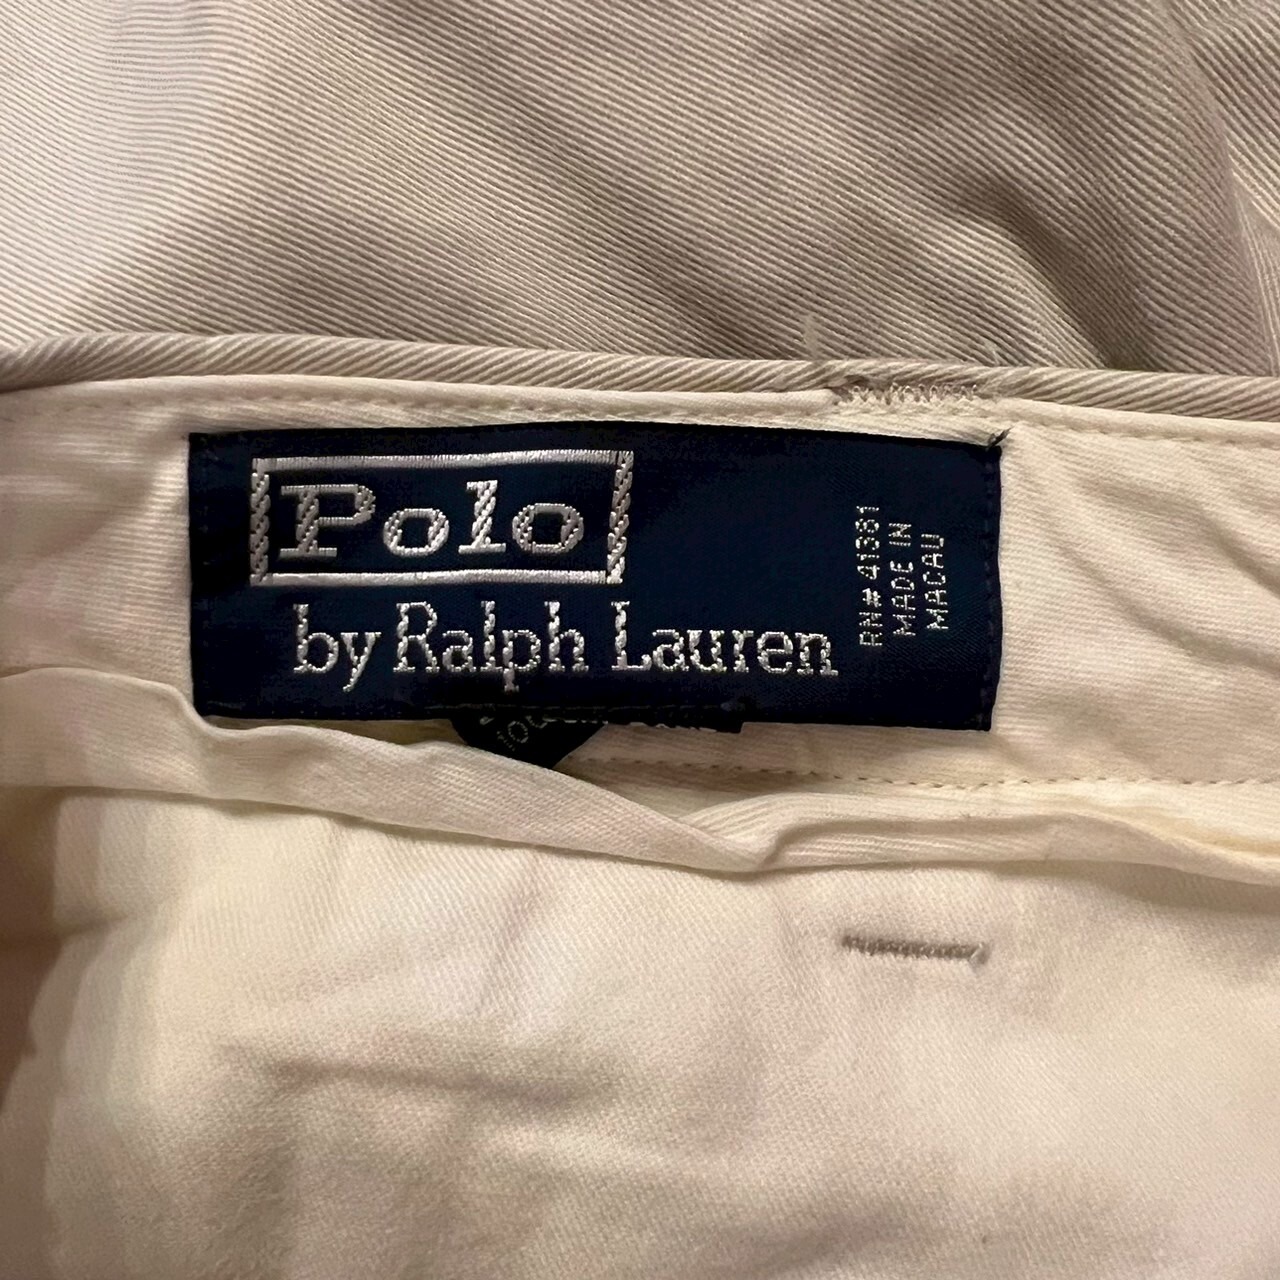 Polo
by Ralph Lauren
RN# 41381
MADE IN
MACAU